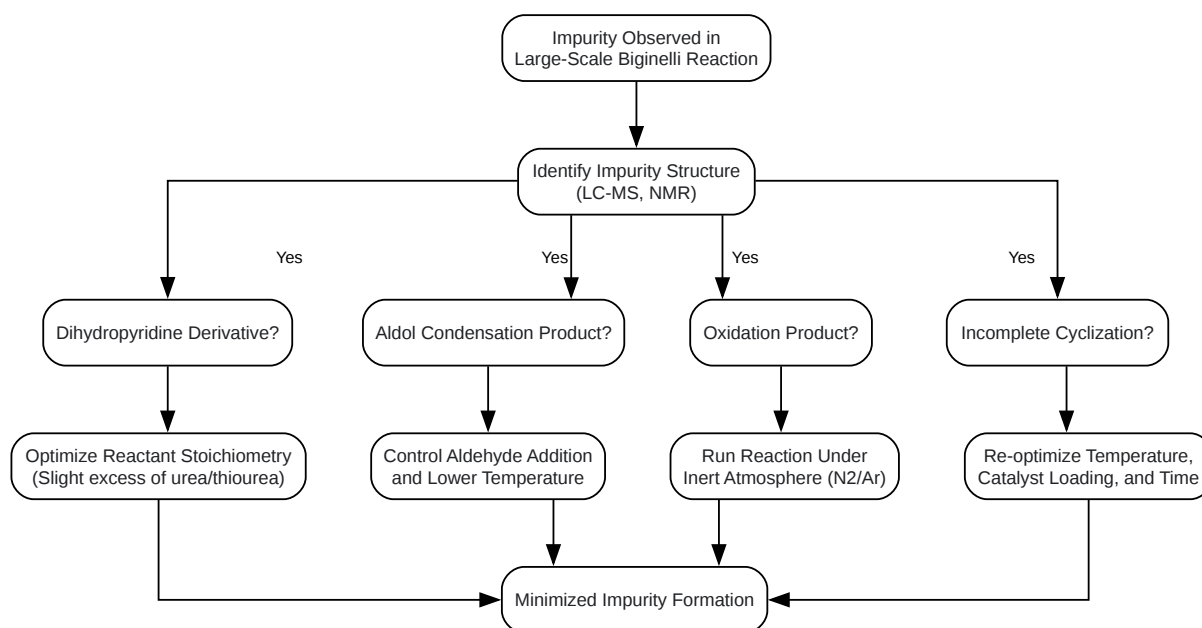 Impurity Observed in
Large-Scale Biginelli Reaction
Identify Impurity Structure
(LC-MS, NMR)
Yes
Yes
Yes
Yes
Dihydropyridine Derivative?
Aldol Condensation Product?
Oxidation Product?
Incomplete Cyclization?
Optimize Reactant Stoichiometry
(Slight excess of urea/thiourea)
Control Aldehyde Addition
and Lower Temperature
Run Reaction Under
Inert Atmosphere (N2/Ar)
Re-optimize Temperature,
Catalyst Loading, and Time
Minimized Impurity Formation